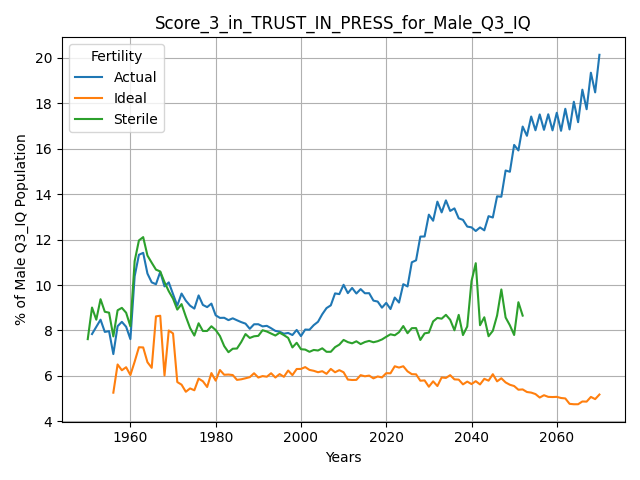 Score_3_in_TRUST_IN_PRESS_for_Male_Q3_IQ
Fertility
Actual
Ideal
Sterile
% of Male Q3_IQ Population
20
18
16
14
12
10
8
6
4
1960
1980
2000
2020
2040
2060
Years